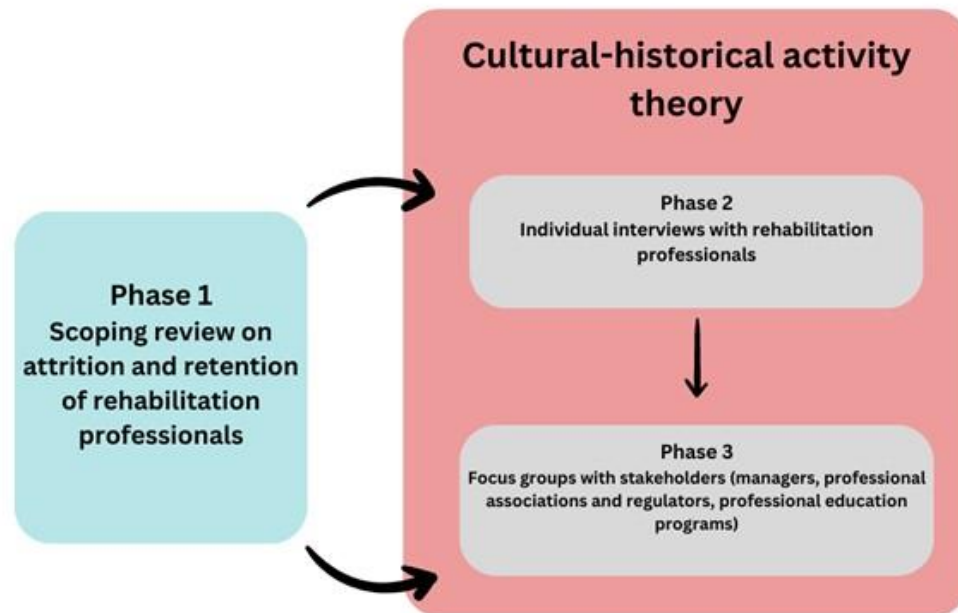 Cultural-historical activity
theory
Phase 1
Scoping review on
attrition and retention
of rehabilitation
professionals
Phase 2
Individual interviews with rehabilitation
professionals
Phase 3
Focus groups with stakeholders (managers, professional
associations and regulators, professional education
programs)